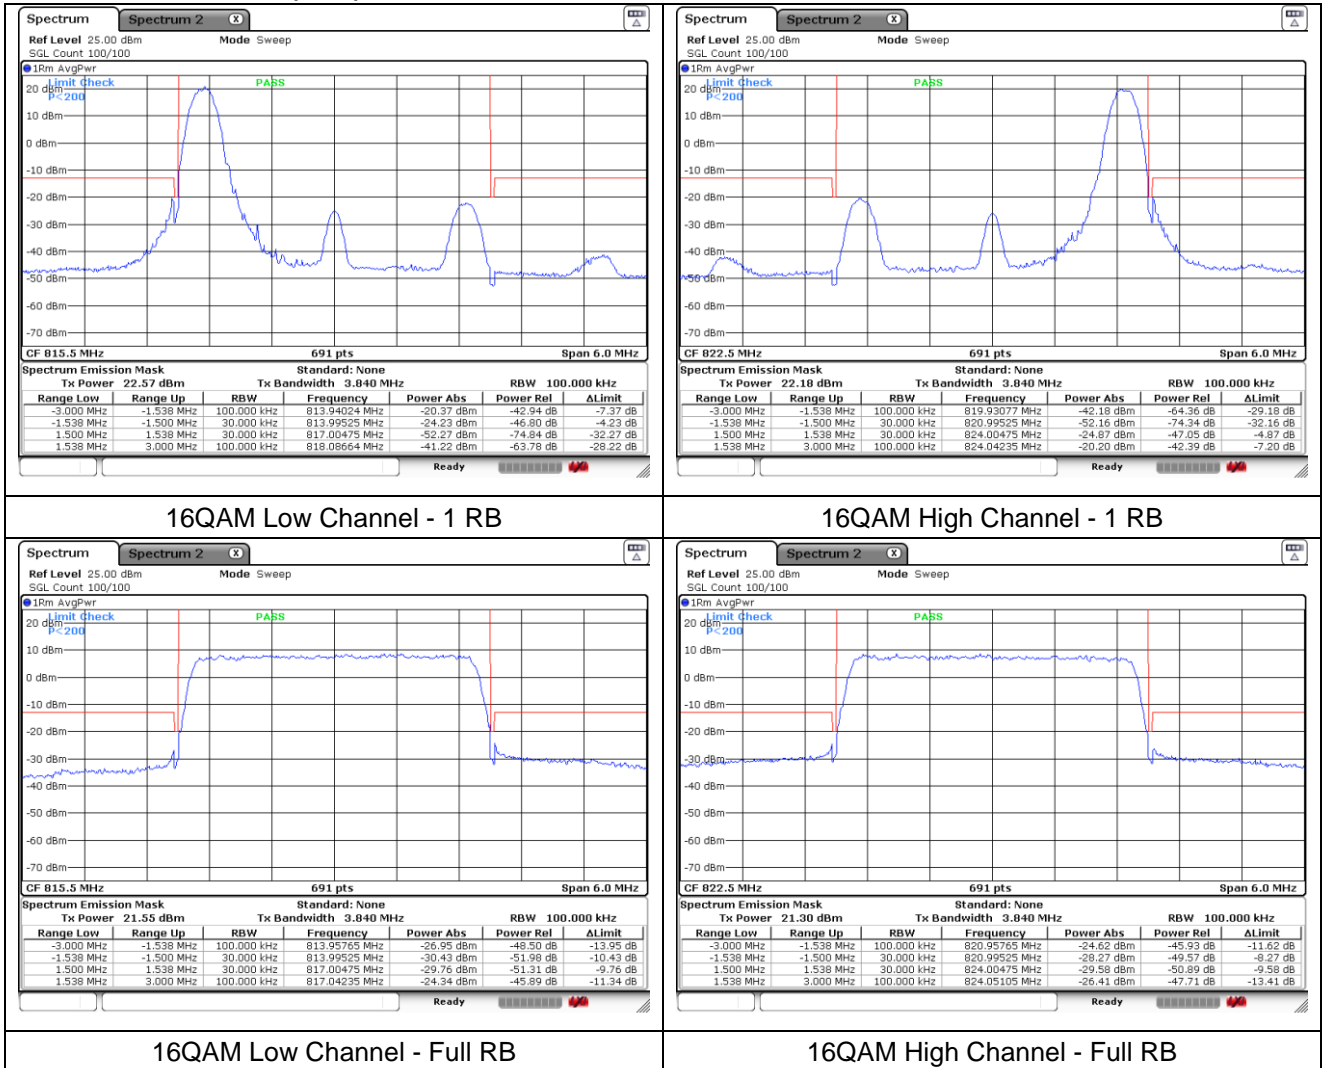 Spectrum Spectrum 2 X
Ref Level 25.00 dBm Mode Sweep
SGL Count 100/100
1Rm AvgPwr
Limit Check PASS
20 dBm
P<200
10 dBm
0 dBm
-10 dBm
-20 dBm
-30 dBm
-40 dBm
-50 dBm
-60 dBm
-70 dBm
CF 815.5 MHz 691 pts Span 6.0 MHz
Spectrum Emission Mask Standard: None
Tx Power 22.57 dBm Tx Bandwidth 3.840 MHz RBW 100.000 kHz
Range Low Range Up RBW Frequency Power Abs Power Rel ΔLimit
-3.000 MHz -1.538 MHz 100.000 kHz 813.94024 MHz -20.37 dBm -42.94 dB -7.37 dB
-1.538 MHz -1.500 MHz 30.000 kHz 813.99525 MHz -24.23 dBm -46.80 dB -4.23 dB
1.500 MHz 1.538 MHz 30.000 kHz 817.00475 MHz -52.27 dBm -74.84 dB -32.27 dB
1.538 MHz 3.000 MHz 100.000 kHz 818.08664 MHz -41.22 dBm -63.78 dB -28.22 dB
Ready
16QAM Low Channel - 1 RB
Spectrum Spectrum 2 X
Ref Level 25.00 dBm Mode Sweep
SGL Count 100/100
1Rm AvgPwr
Limit Check PASS
20 dBm
P<200
10 dBm
0 dBm
-10 dBm
-20 dBm
-30 dBm
-40 dBm
-50 dBm
-60 dBm
-70 dBm
CF 822.5 MHz 691 pts Span 6.0 MHz
Spectrum Emission Mask Standard: None
Tx Power 22.18 dBm Tx Bandwidth 3.840 MHz RBW 100.000 kHz
Range Low Range Up RBW Frequency Power Abs Power Rel ΔLimit
-3.000 MHz -1.538 MHz 100.000 kHz 819.93077 MHz -42.18 dBm -64.36 dB -29.18 dB
-1.538 MHz -1.500 MHz 30.000 kHz 820.99525 MHz -52.16 dBm -74.34 dB -32.16 dB
1.500 MHz 1.538 MHz 30.000 kHz 824.00475 MHz -24.87 dBm -47.05 dB -4.87 dB
1.538 MHz 3.000 MHz 100.000 kHz 824.04235 MHz -20.20 dBm -42.39 dB -7.20 dB
Ready
16QAM High Channel - 1 RB
Spectrum Spectrum 2 X
Ref Level 25.00 dBm Mode Sweep
SGL Count 100/100
1Rm AvgPwr
Limit Check PASS
20 dBm
P<200
10 dBm
0 dBm
-10 dBm
-20 dBm
-30 dBm
-40 dBm
-50 dBm
-60 dBm
-70 dBm
CF 815.5 MHz 691 pts Span 6.0 MHz
Spectrum Emission Mask Standard: None
Tx Power 21.55 dBm Tx Bandwidth 3.840 MHz RBW 100.000 kHz
Range Low Range Up RBW Frequency Power Abs Power Rel ΔLimit
-3.000 MHz -1.538 MHz 100.000 kHz 813.95765 MHz -26.95 dBm -48.50 dB -13.95 dB
-1.538 MHz -1.500 MHz 30.000 kHz 813.99525 MHz -30.43 dBm -51.98 dB -10.43 dB
1.500 MHz 1.538 MHz 30.000 kHz 817.00475 MHz -29.76 dBm -51.31 dB -9.76 dB
1.538 MHz 3.000 MHz 100.000 kHz 817.04235 MHz -24.34 dBm -45.89 dB -11.34 dB
Ready
16QAM Low Channel - Full RB
Spectrum Spectrum 2 X
Ref Level 25.00 dBm Mode Sweep
SGL Count 100/100
1Rm AvgPwr
Limit Check PASS
20 dBm
P<200
10 dBm
0 dBm
-10 dBm
-20 dBm
-30 dBm
-40 dBm
-50 dBm
-60 dBm
-70 dBm
CF 822.5 MHz 691 pts Span 6.0 MHz
Spectrum Emission Mask Standard: None
Tx Power 21.30 dBm Tx Bandwidth 3.840 MHz RBW 100.000 kHz
Range Low Range Up RBW Frequency Power Abs Power Rel ΔLimit
-3.000 MHz -1.538 MHz 100.000 kHz 820.95765 MHz -24.62 dBm -45.93 dB -11.62 dB
-1.538 MHz -1.500 MHz 30.000 kHz 820.99525 MHz -28.27 dBm -49.57 dB -8.27 dB
1.500 MHz 1.538 MHz 30.000 kHz 824.00475 MHz -29.58 dBm -50.89 dB -9.58 dB
1.538 MHz 3.000 MHz 100.000 kHz 824.05105 MHz -26.41 dBm -47.71 dB -13.41 dB
Ready
16QAM High Channel - Full RB